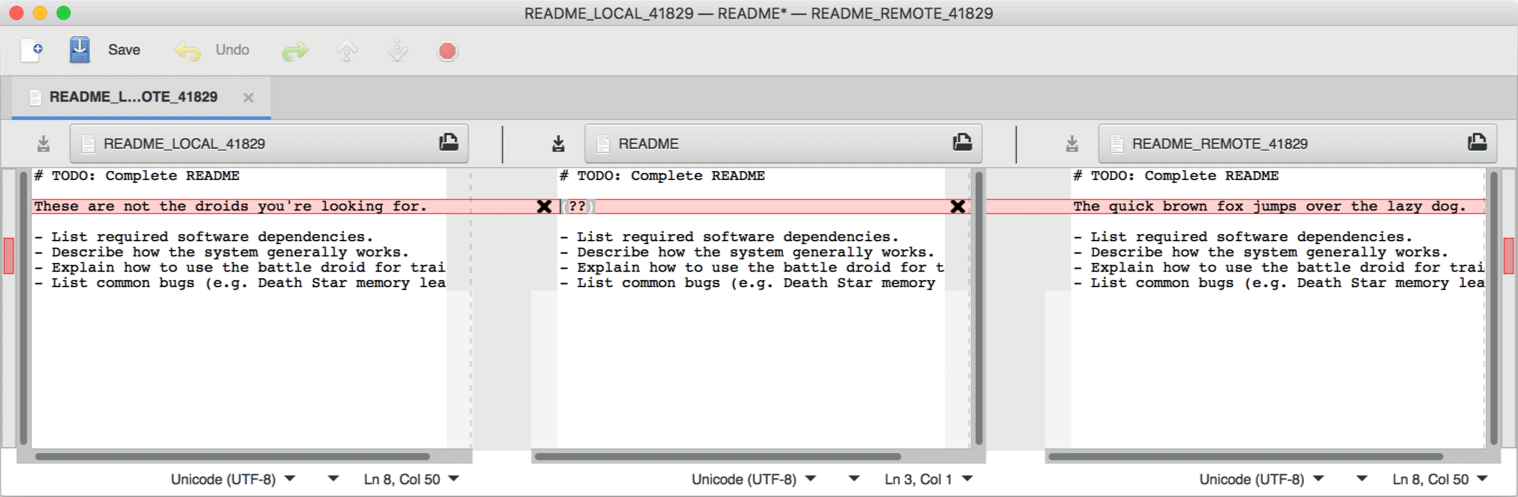 README_LOCAL_41829 — README* — README_REMOTE_41829
Save Undo
README_L...OTE_41829
README_LOCAL_41829 README README_REMOTE_41829
# TODO: Complete README
These are not the droids you're looking for.
- List required software dependencies.
- Describe how the system generally works.
- Explain how to use the battle droid for trai
- List common bugs (e.g. Death Star memory lea
# TODO: Complete README
(??)
- List required software dependencies.
- Describe how the system generally works.
- Explain how to use the battle droid for t
- List common bugs (e.g. Death Star memory
# TODO: Complete README
The quick brown fox jumps over the lazy dog.
- List required software dependencies.
- Describe how the system generally works.
- Explain how to use the battle droid for trai
- List common bugs (e.g. Death Star memory lea
Unicode (UTF-8) Ln 8, Col 50
Unicode (UTF-8) Ln 3, Col 1
Unicode (UTF-8) Ln 8, Col 50